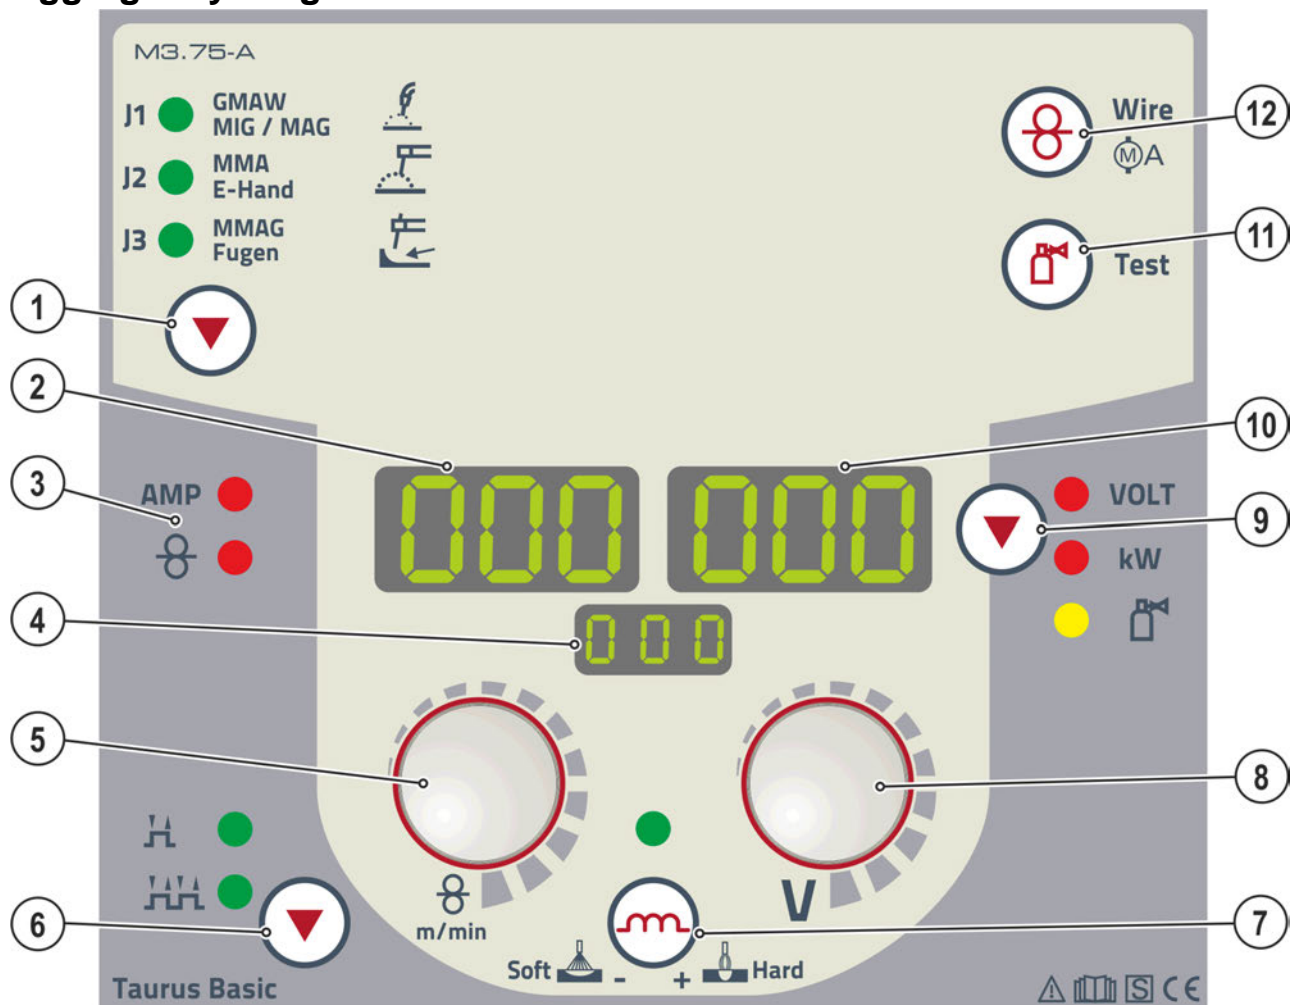 M3.75-A
J1 GMAW
MIG / MAG
J2 MMA
E-Hand
J3 MMAG
Fugen
12
Wire
M A
11
Test
1
2
10
3
AMP
000
000
VOLT
9
kW
4
000
5
8
6
m/min
V
7
Soft - + Hard
Taurus Basic
S CE